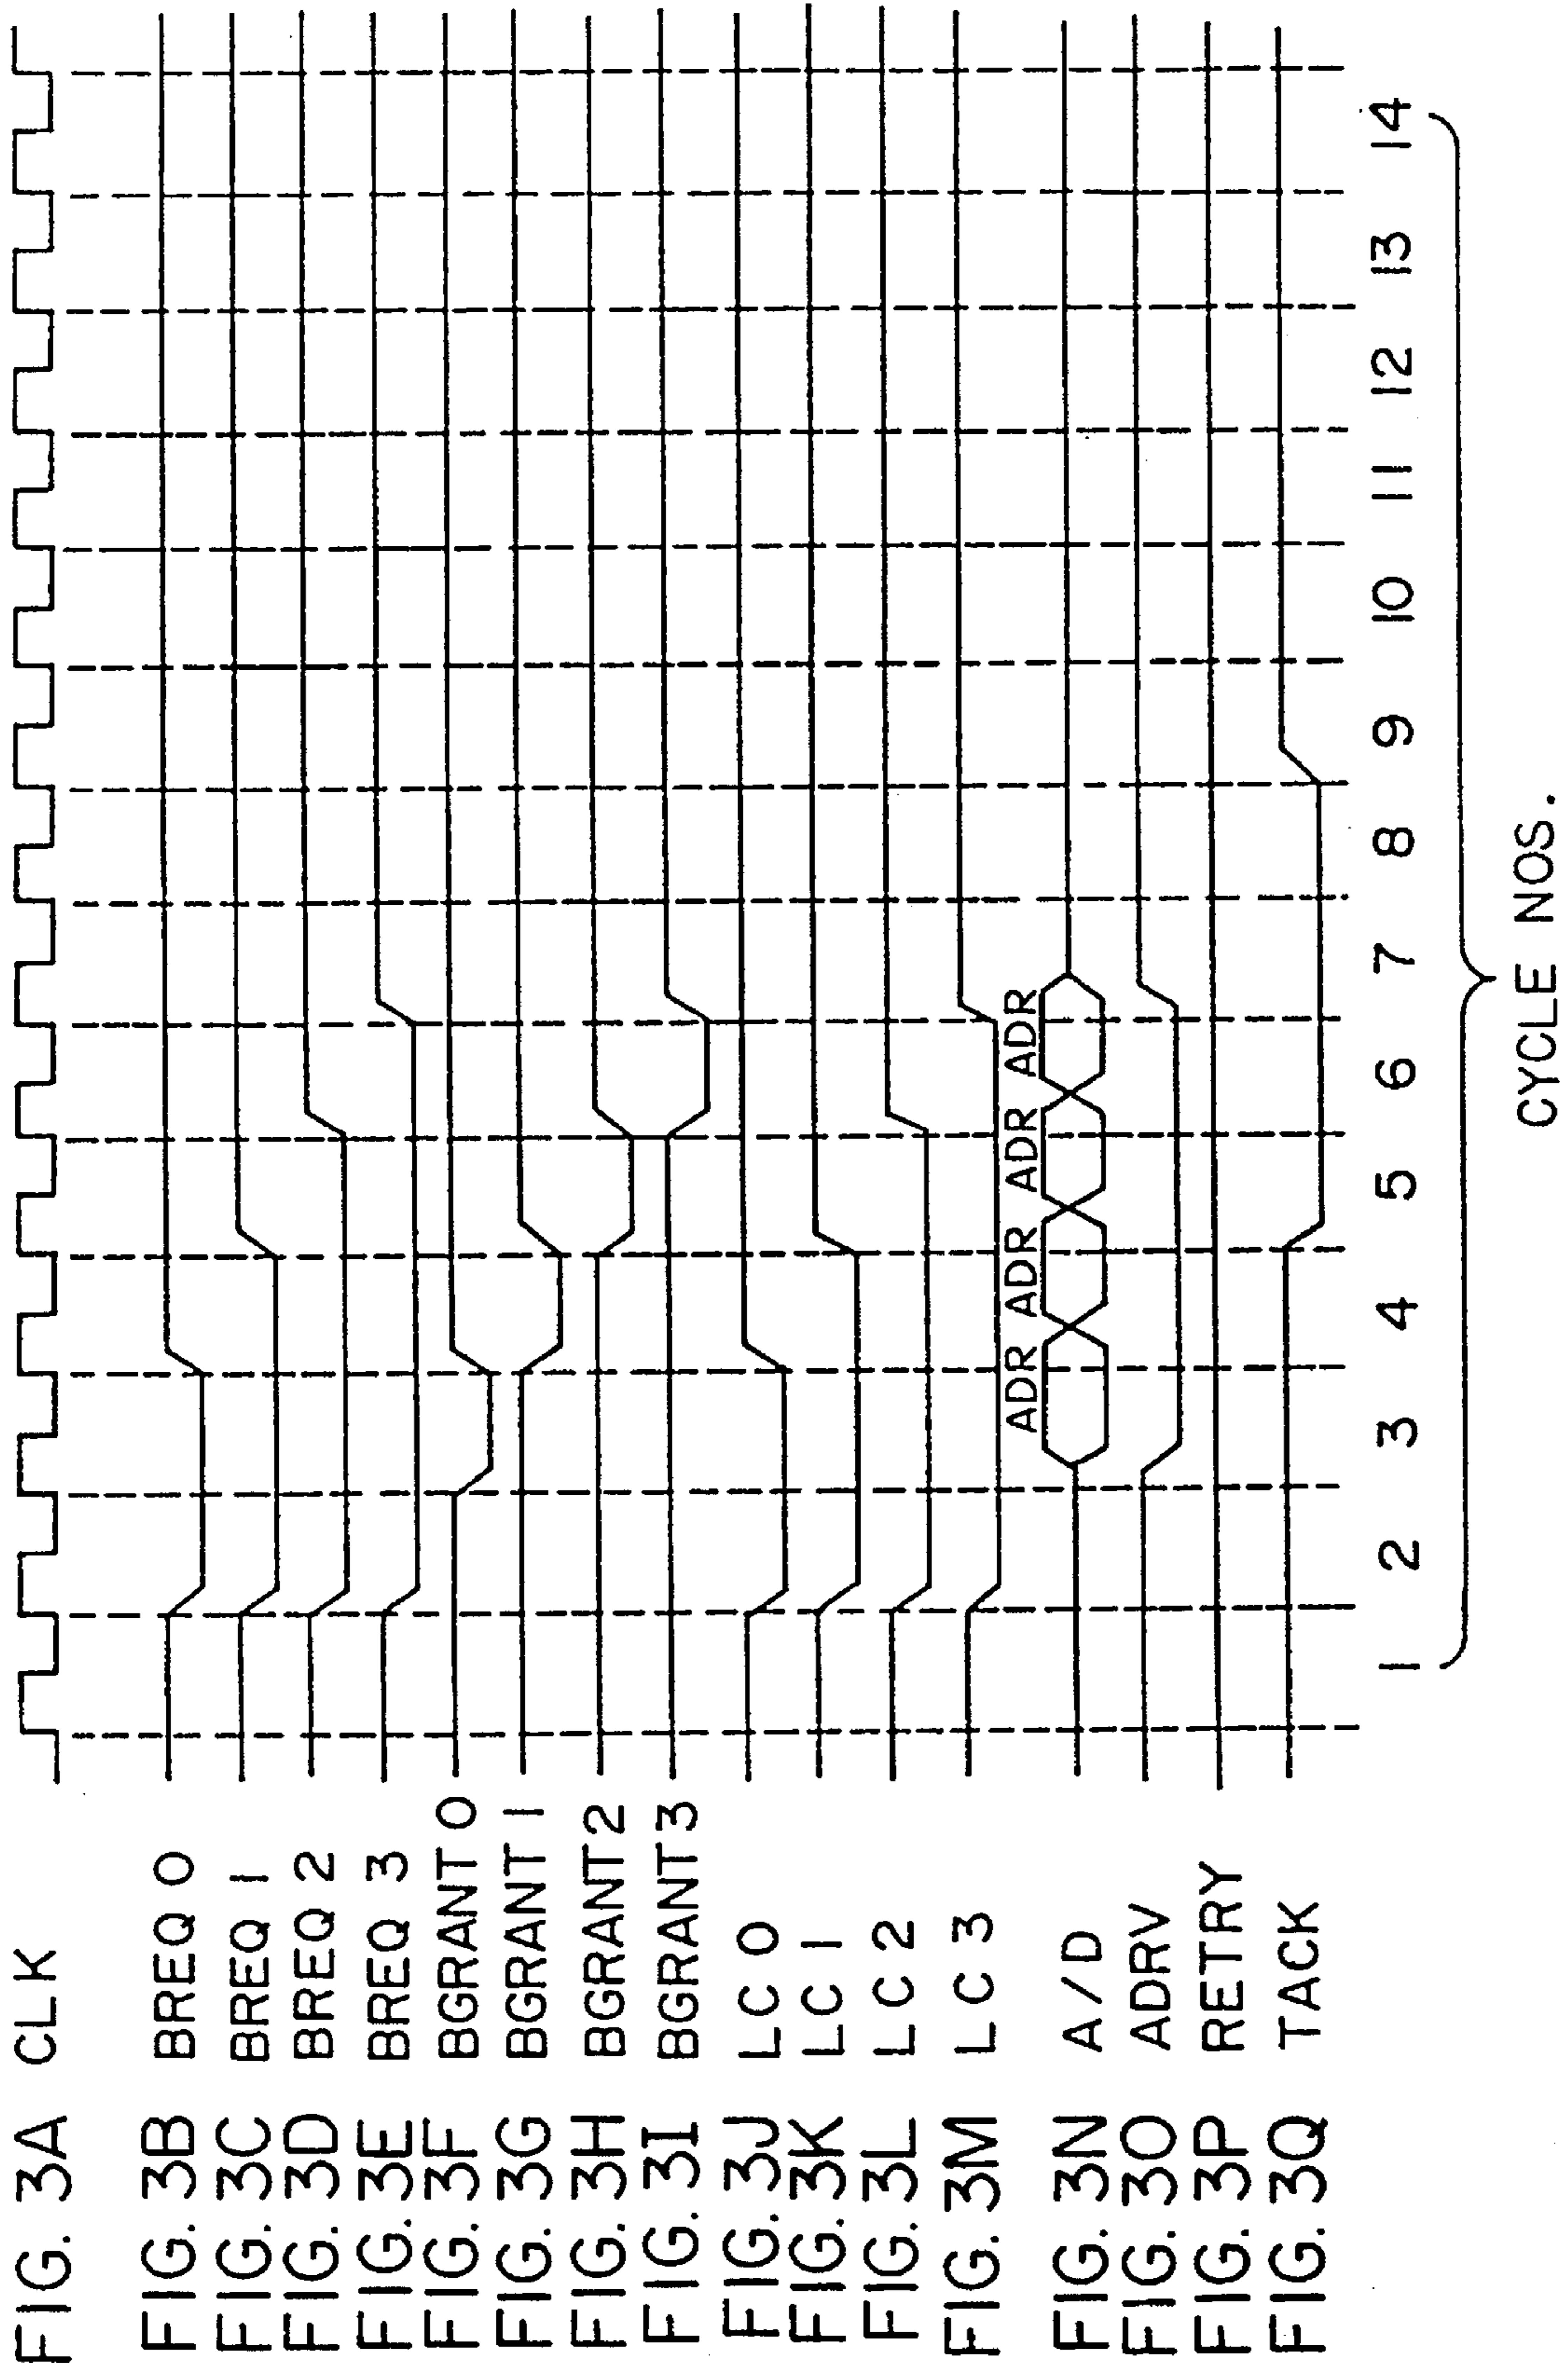 FIG. 3A CLK
FIG. 3B BREQ 0
FIG. 3C BREQ 1
FIG. 3D BREQ 2
FIG. 3E BREQ 3
FIG. 3F BGRANT 0
FIG. 3G BGRANT 1
FIG. 3H BGRANT 2
FIG. 3I BGRANT 3
FIG. 3J LC 0
FIG. 3K LC 1
FIG. 3L LC 2
FIG. 3M LC 3
ADR ADR ADR ADR
FIG. 3N A/D
FIG. 3O ADRV
FIG. 3P RETRY
FIG. 3Q TACK
1 2 3 4 5 6 7 8 9 10 11 12 13 14
CYCLE NOS.